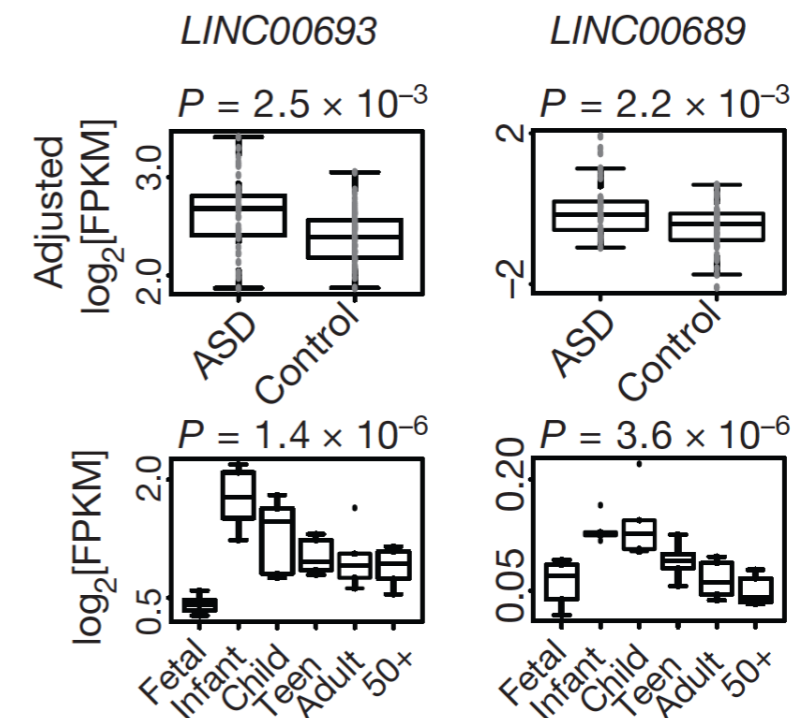 LINC00693
LINC00689
P = 2.5 × 10⁻³
P = 2.2 × 10⁻³
Adjusted
log₂[FPKM]
3.0
2.0
2
−2
ASD
Control
ASD
Control
P = 1.4 × 10⁻⁶
P = 3.6 × 10⁻⁶
log₂[FPKM]
2.0
0.5
0.20
0.05
Fetal
Infant
Child
Teen
Adult
50+
Fetal
Infant
Child
Teen
Adult
50+